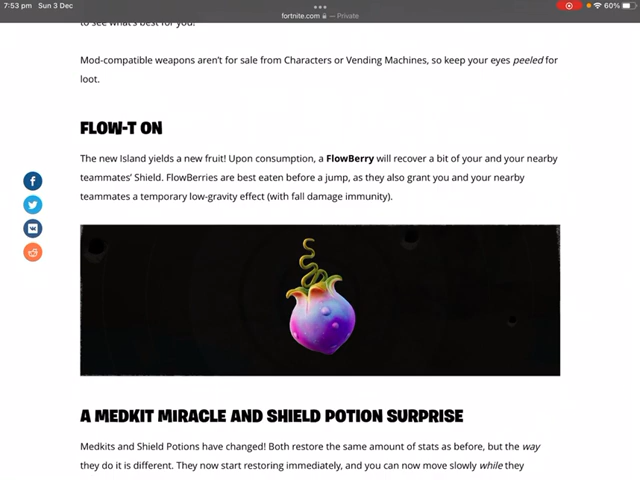 7:53 pm Sun 3 Dec
60%
fortnite.com — Private
to see what's best for you!
Mod-compatible weapons aren't for sale from Characters or Vending Machines, so keep your eyes peeled for
loot.
FLOW-T ON
The new Island yields a new fruit! Upon consumption, a FlowBerry will recover a bit of your and your nearby
teammates' Shield. FlowBerries are best eaten before a jump, as they also grant you and your nearby
teammates a temporary low-gravity effect (with fall damage immunity).
A MEDKIT MIRACLE AND SHIELD POTION SURPRISE
Medkits and Shield Potions have changed! Both restore the same amount of stats as before, but the way
they do it is different. They now start restoring immediately, and you can now move slowly while they